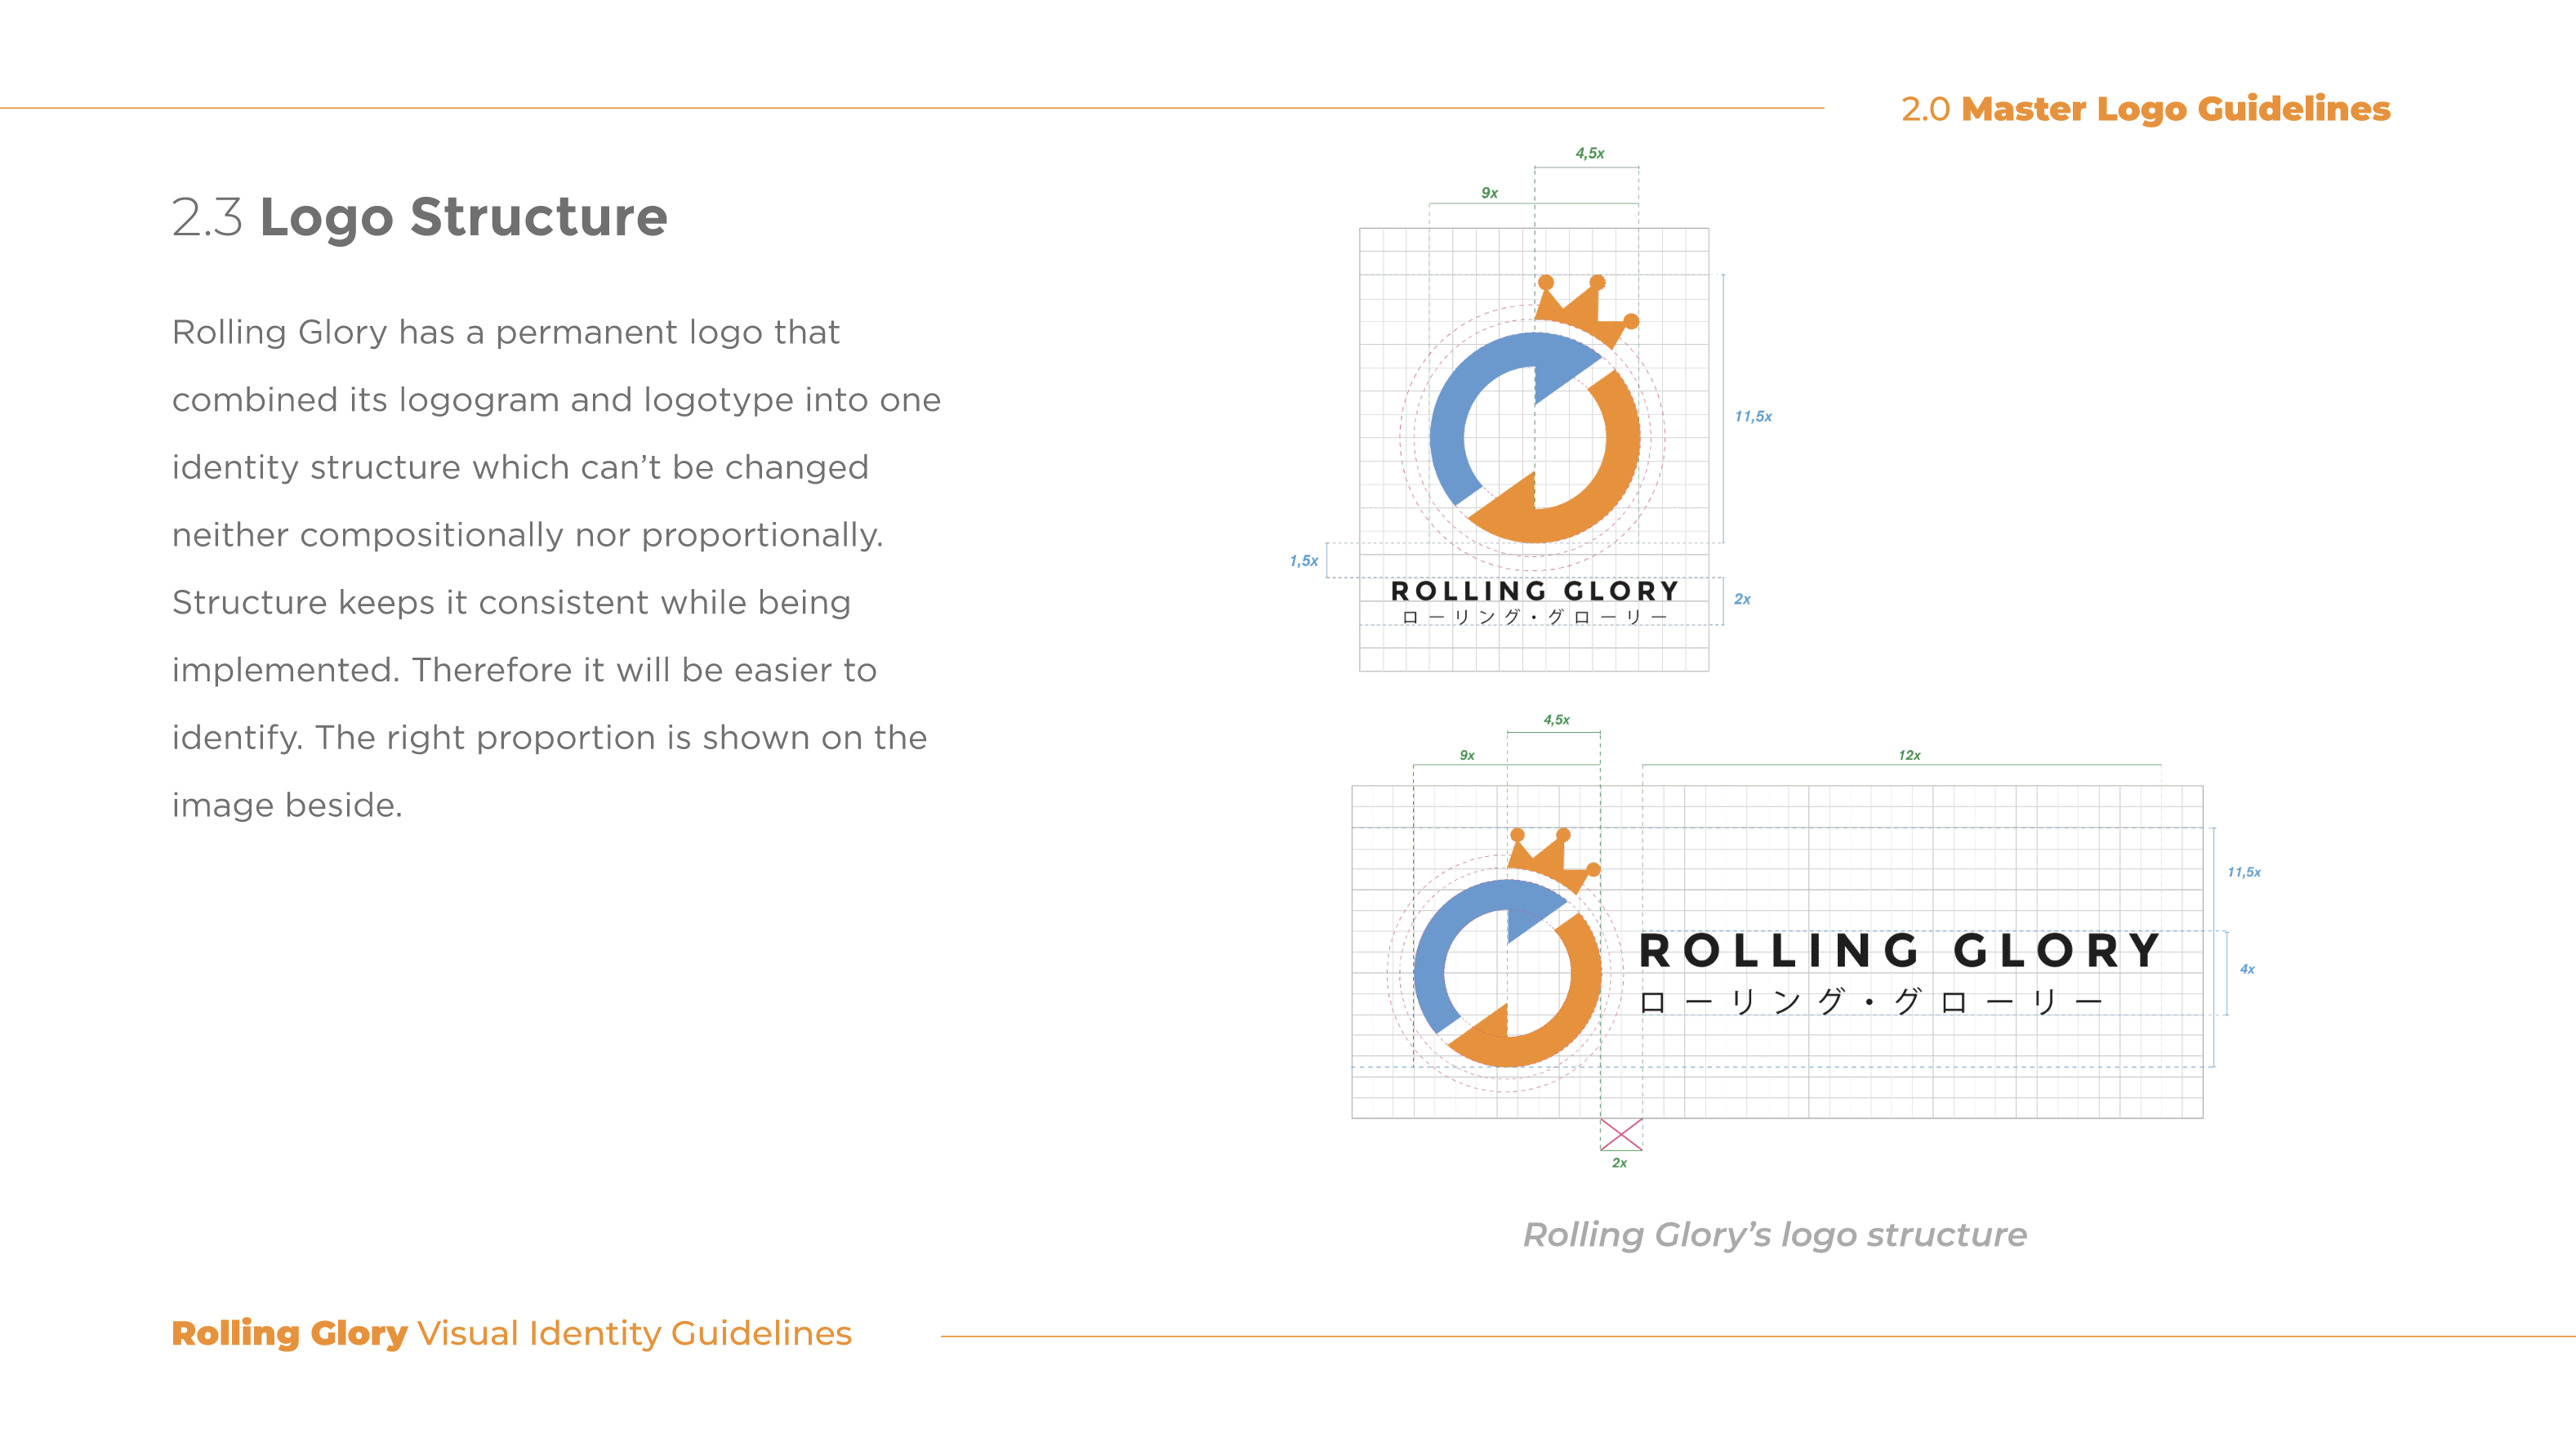 2.0 Master Logo Guidelines
2.3 Logo Structure
Rolling Glory has a permanent logo that
combined its logogram and logotype into one
identity structure which can’t be changed
neither compositionally nor proportionally.
Structure keeps it consistent while being
implemented. Therefore it will be easier to
identify. The right proportion is shown on the
image beside.
4,5x
9x
11,5x
1,5x
ROLLING GLORY
ローリング・グローリー
2x
4,5x
9x
12x
11,5x
ROLLING GLORY
ローリング・グローリー
4x
2x
Rolling Glory’s logo structure
Rolling Glory Visual Identity Guidelines